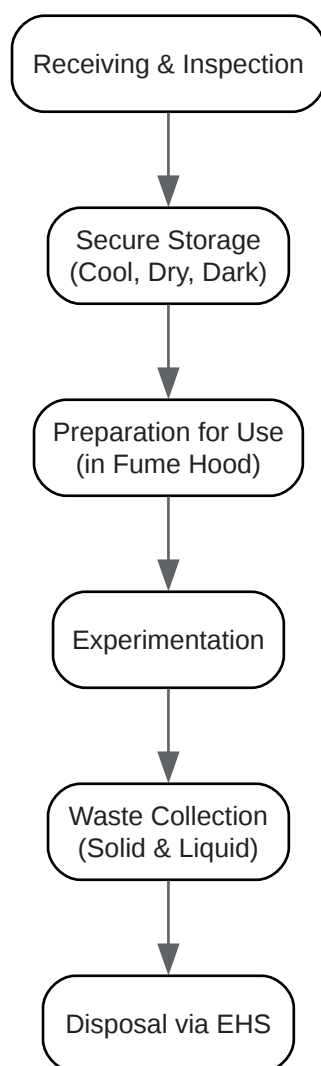 Receiving & Inspection
Secure Storage
(Cool, Dry, Dark)
Preparation for Use
(in Fume Hood)
Experimentation
Waste Collection
(Solid & Liquid)
Disposal via EHS